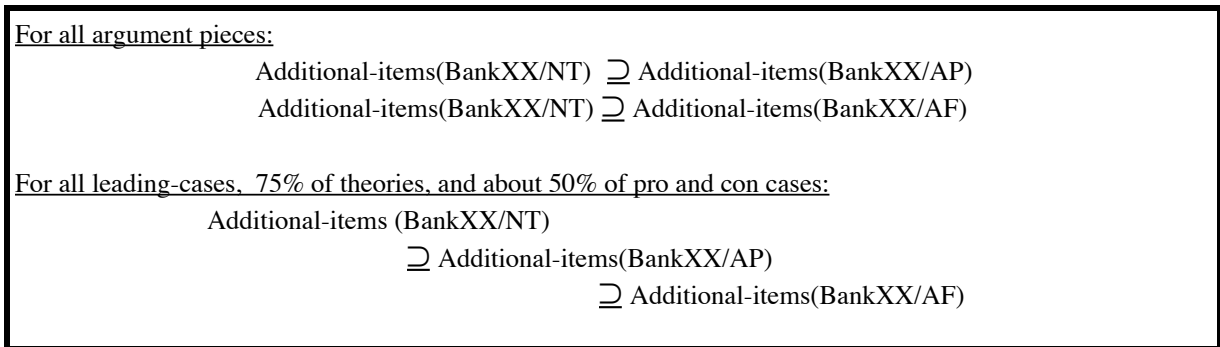 For all argument pieces:
Additional-items(BankXX/NT) ⊇ Additional-items(BankXX/AP)
Additional-items(BankXX/NT) ⊇ Additional-items(BankXX/AF)
For all leading-cases,  75% of theories, and about 50% of pro and con cases:
Additional-items (BankXX/NT)
⊇ Additional-items(BankXX/AP)
⊇ Additional-items(BankXX/AF)